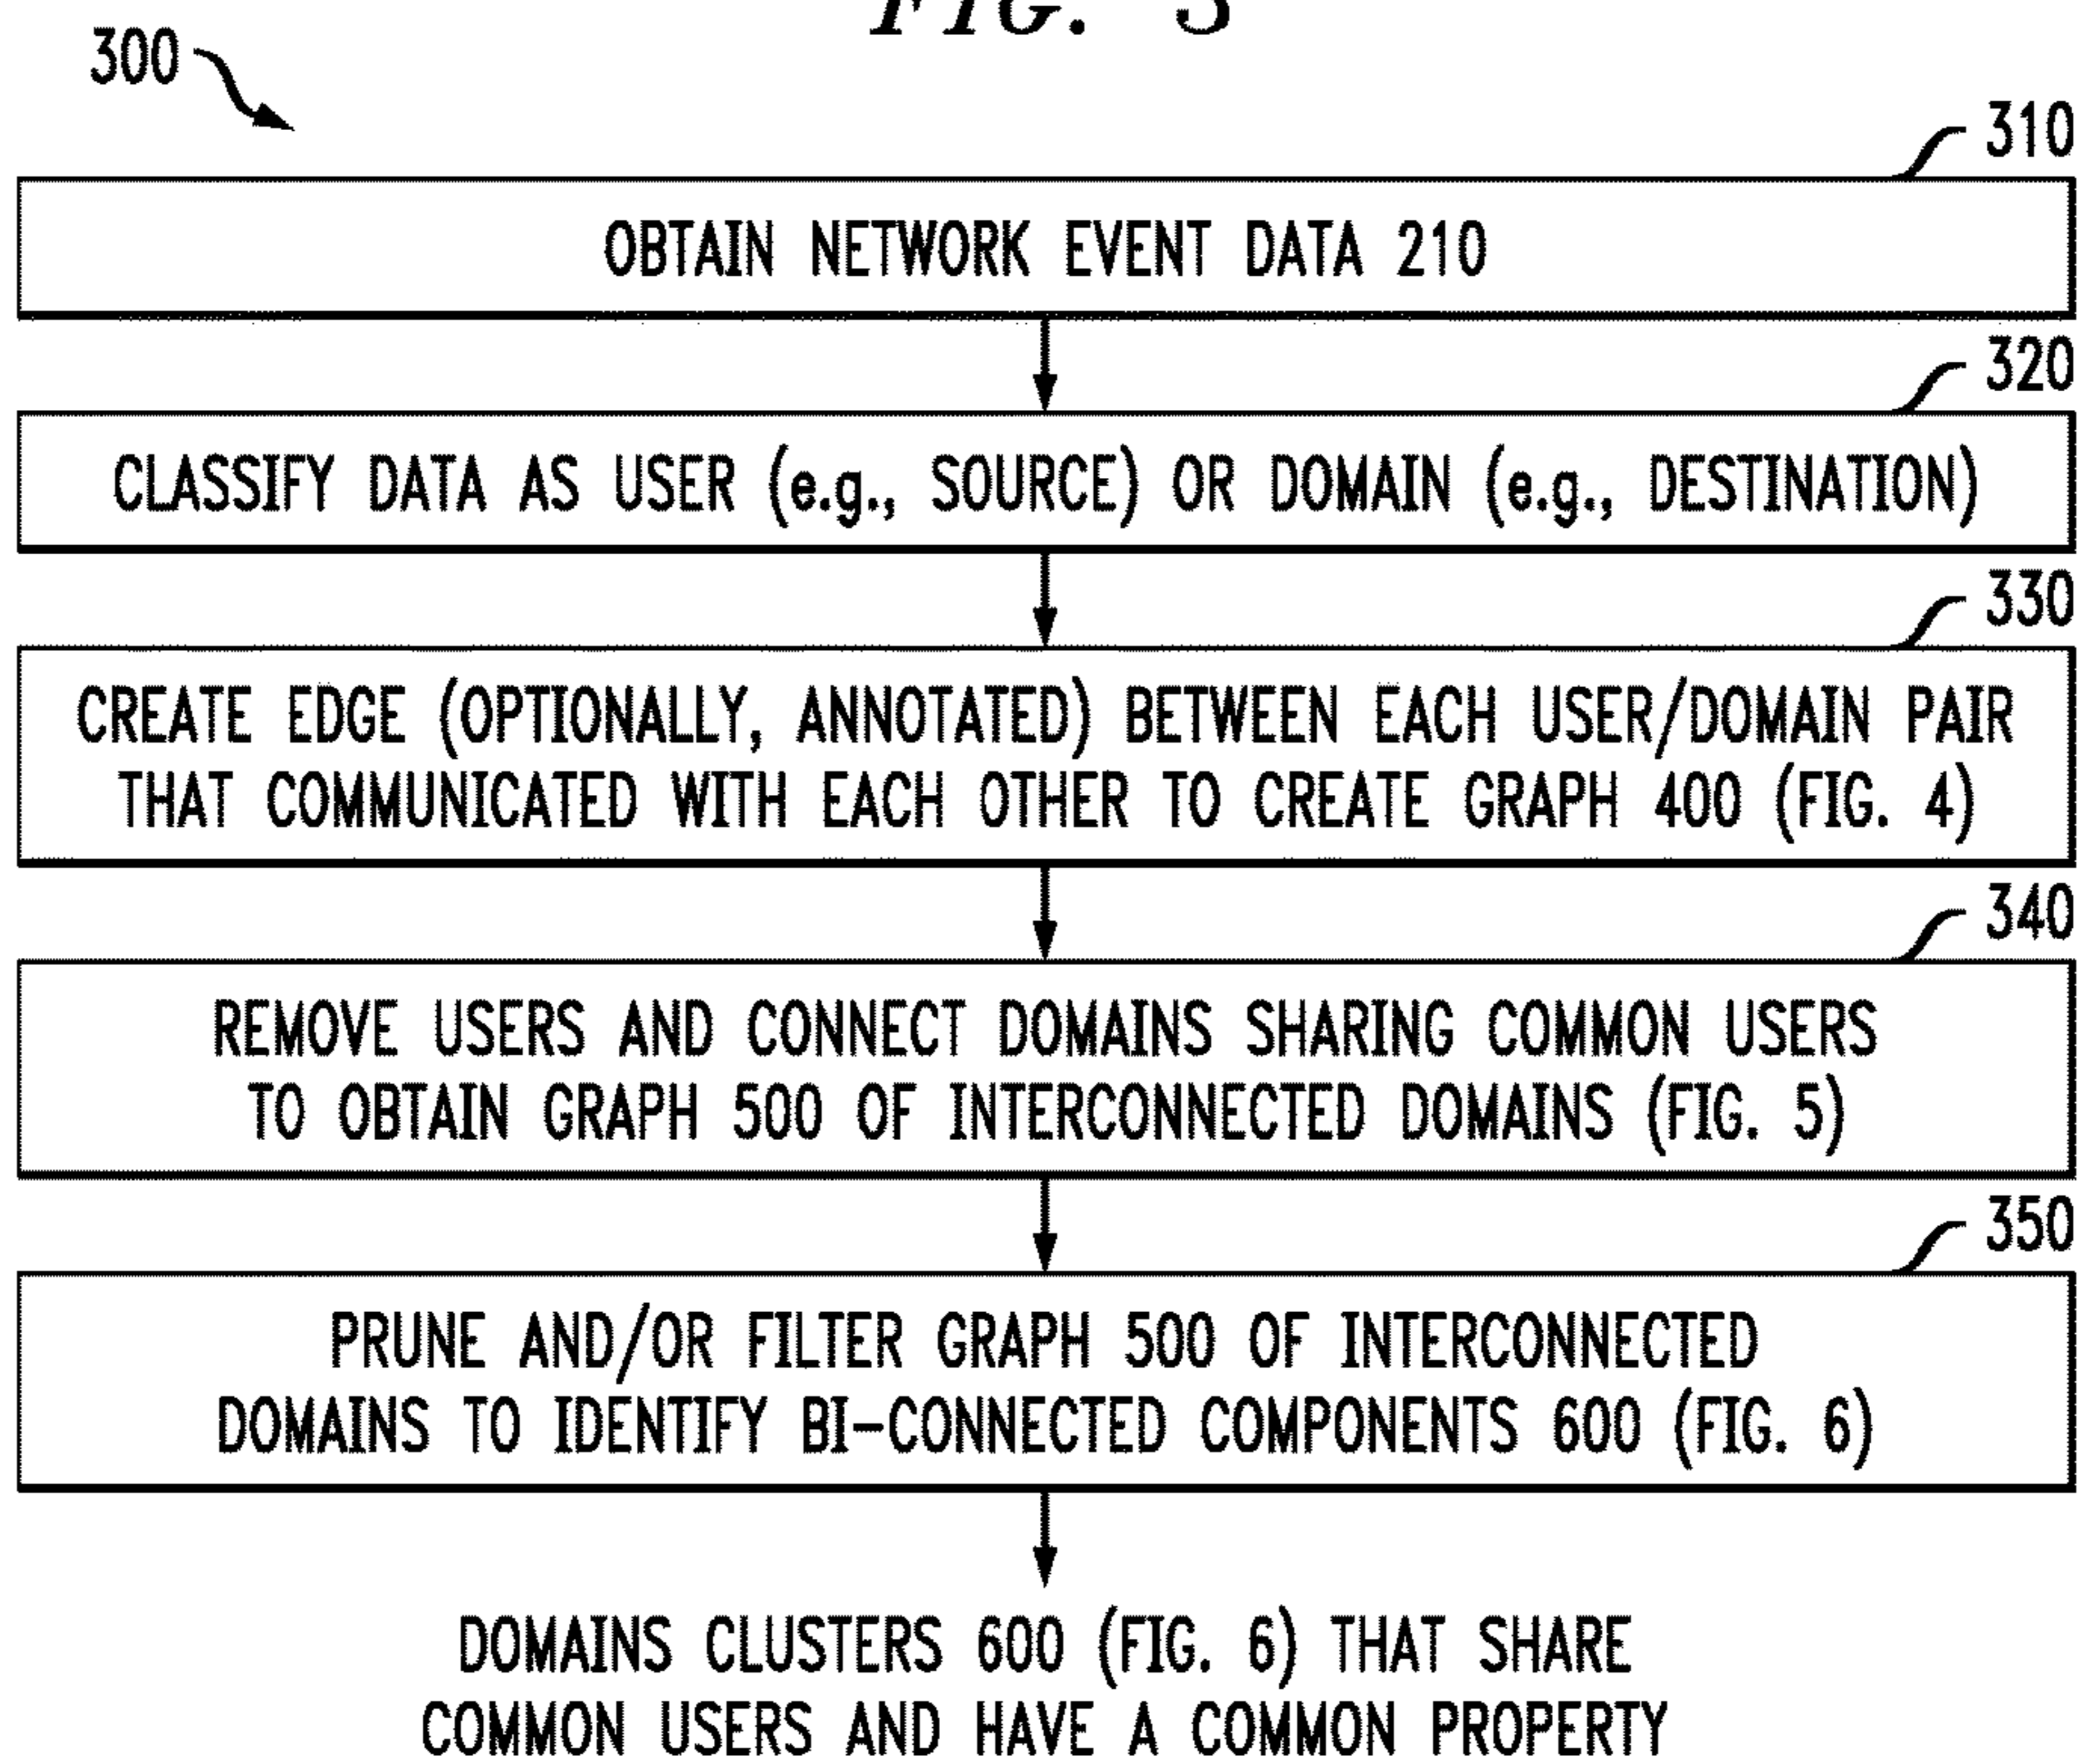 FIG. 3
300
310
OBTAIN NETWORK EVENT DATA 210
320
CLASSIFY DATA AS USER (e.g., SOURCE) OR DOMAIN (e.g., DESTINATION)
330
CREATE EDGE (OPTIONALLY, ANNOTATED) BETWEEN EACH USER/DOMAIN PAIR
THAT COMMUNICATED WITH EACH OTHER TO CREATE GRAPH 400 (FIG. 4)
340
REMOVE USERS AND CONNECT DOMAINS SHARING COMMON USERS
TO OBTAIN GRAPH 500 OF INTERCONNECTED DOMAINS (FIG. 5)
350
PRUNE AND/OR FILTER GRAPH 500 OF INTERCONNECTED
DOMAINS TO IDENTIFY BI-CONNECTED COMPONENTS 600 (FIG. 6)
DOMAINS CLUSTERS 600 (FIG. 6) THAT SHARE
COMMON USERS AND HAVE A COMMON PROPERTY